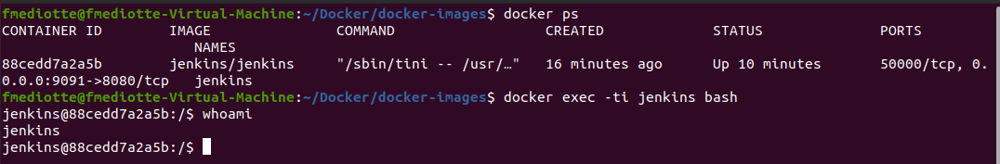 fmediotte@fmediotte-Virtual-Machine:~/Docker/docker-images$ docker ps
CONTAINER ID        IMAGE               COMMAND                  CREATED             STATUS              PORTS
                       NAMES
88cedd7a2a5b        jenkins/jenkins     "/sbin/tini -- /usr/…"   16 minutes ago      Up 10 minutes       50000/tcp, 0.
0.0.0:9091->8080/tcp   jenkins
fmediotte@fmediotte-Virtual-Machine:~/Docker/docker-images$ docker exec -ti jenkins bash
jenkins@88cedd7a2a5b:/$ whoami
jenkins
jenkins@88cedd7a2a5b:/$